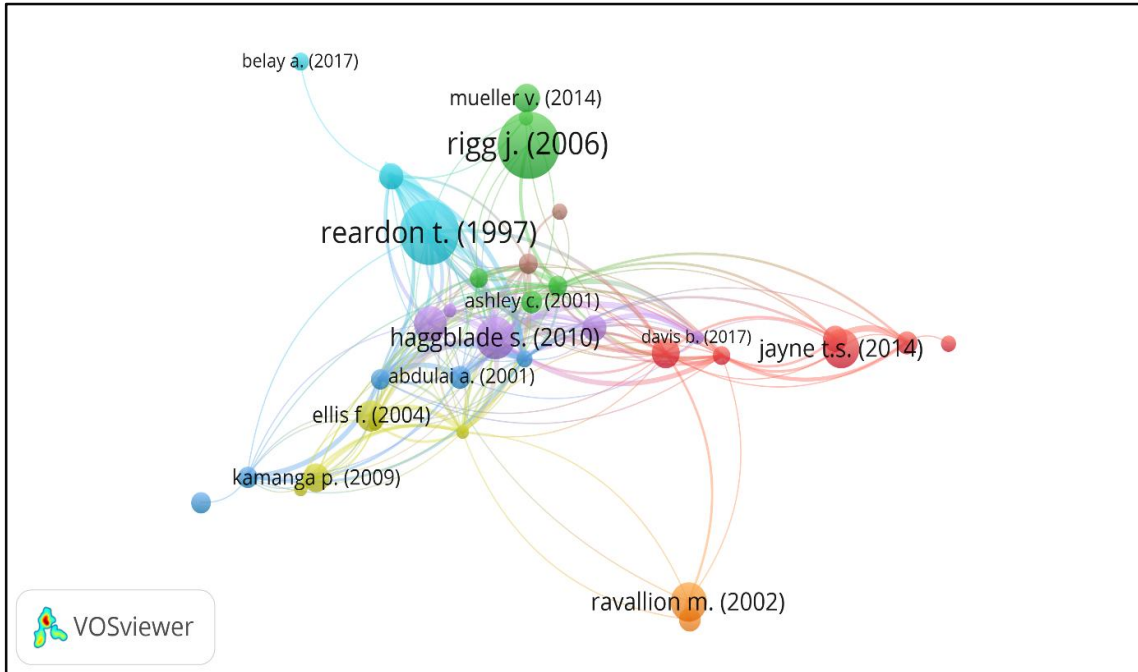 belay a. (2017)
mueller v. (2014)
rigg j. (2006)
reardon t. (1997)
ashley c. (2001)
haggblade s. (2010)
davis b. (2017)
jayne t.s. (2014)
abdulai a. (2001)
ellis f. (2004)
kamanga p. (2009)
ravallion m. (2002)
VOSviewer